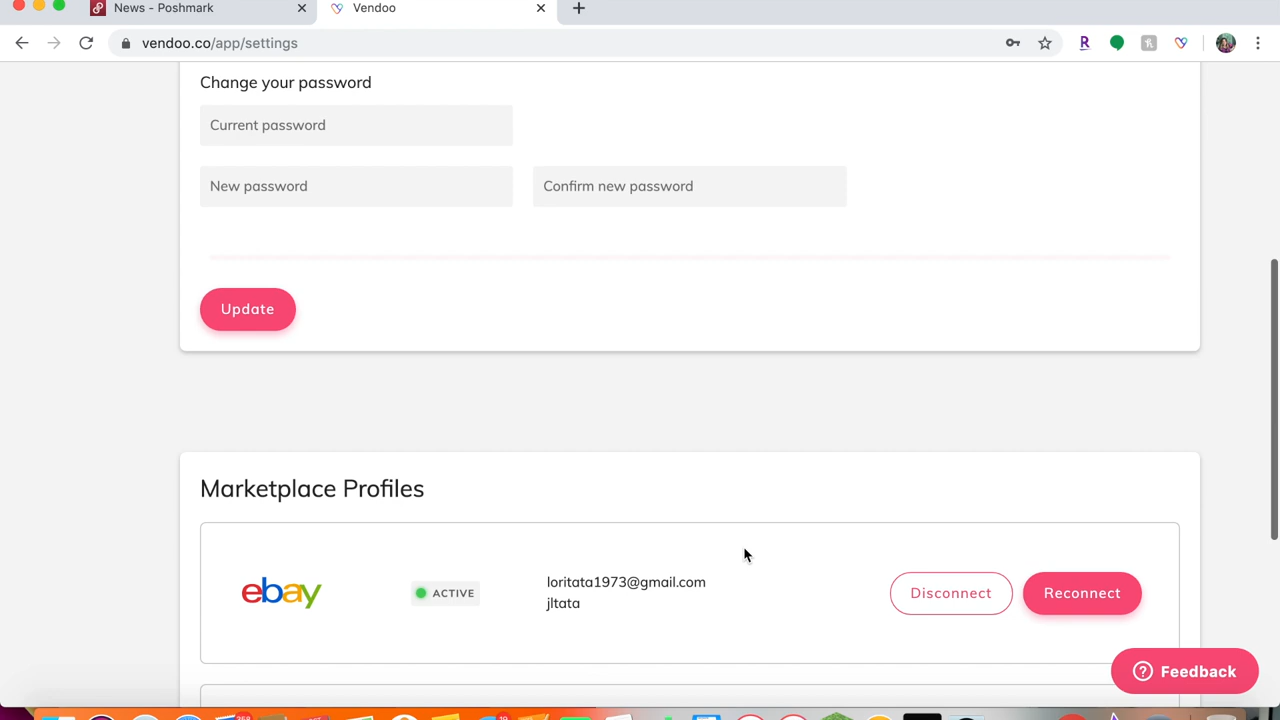 News - Poshmark
Vendoo
vendoo.co/app/settings
Change your password
Current password
New password
Confirm new password
Update
Marketplace Profiles
ebay
ACTIVE
loritata1973@gmail.com
jltata
Disconnect
Reconnect
Feedback